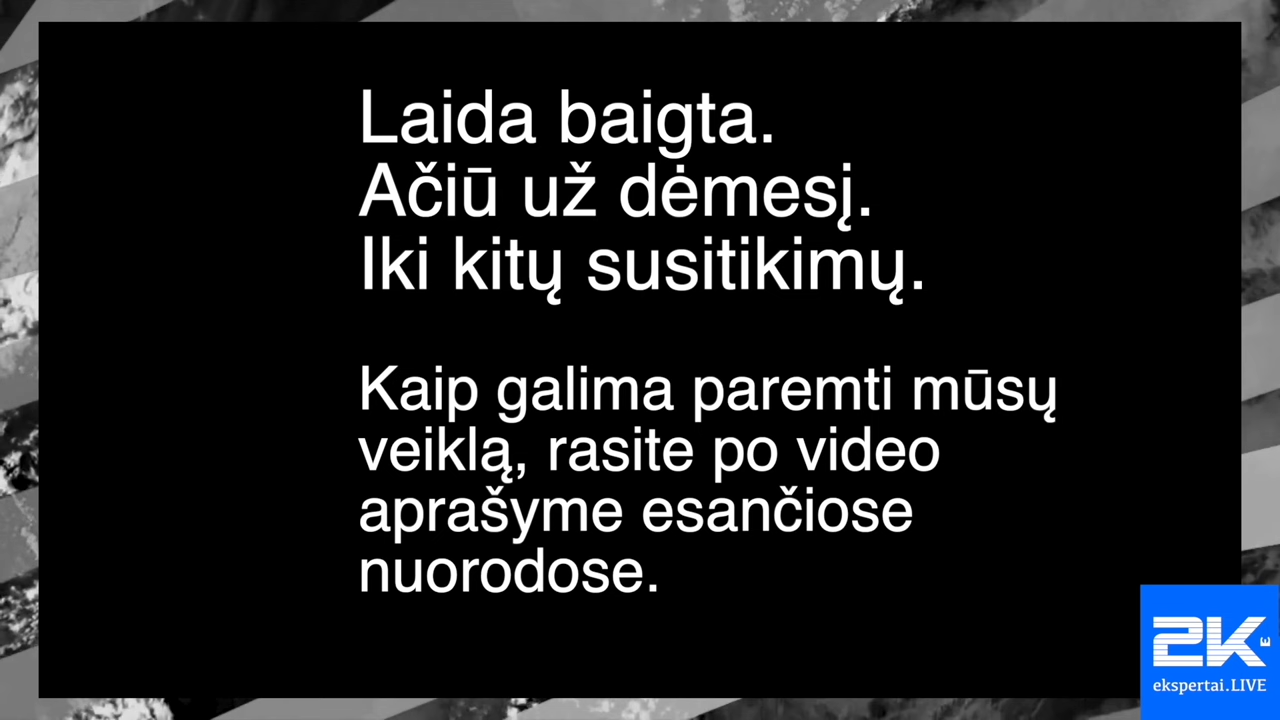 Laida baigta.
Ačiū už dėmesį.
Iki kitų susitikimų.
Kaip galima paremti mūsų
veiklą, rasite po video
aprašyme esančiose
nuorodose.
2K
ekspertai.LIVE